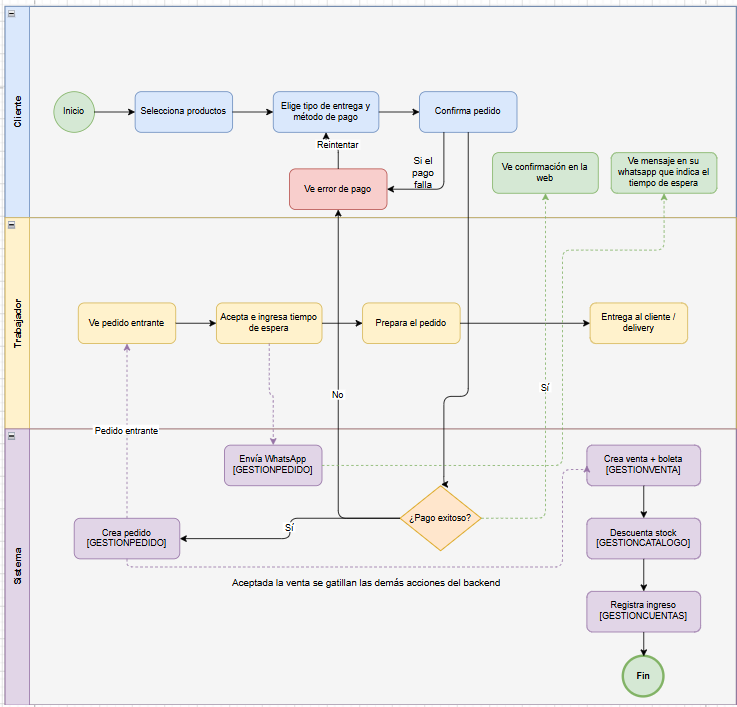 Cliente
Inicio
Selecciona productos
Elige tipo de entrega y
método de pago
Confirma pedido
Reintentar
Si el
pago
falla
Ve error de pago
Ve confirmación en la
web
Ve mensaje en su
whatsapp que indica el
tiempo de espera
Trabajador
Ve pedido entrante
Acepta e ingresa tiempo
de espera
Prepara el pedido
Entrega al cliente /
delivery
No
Sí
Pedido entrante
Sistema
Envía WhatsApp
[GESTIONPEDIDO]
Crea venta + boleta
[GESTIONVENTA]
Crea pedido
[GESTIONPEDIDO]
Sí
¿Pago exitoso?
Descuenta stock
[GESTIONCATALOGO]
Aceptada la venta se gatillan las demás acciones del backend
Registra ingreso
[GESTIONCUENTAS]
Fin